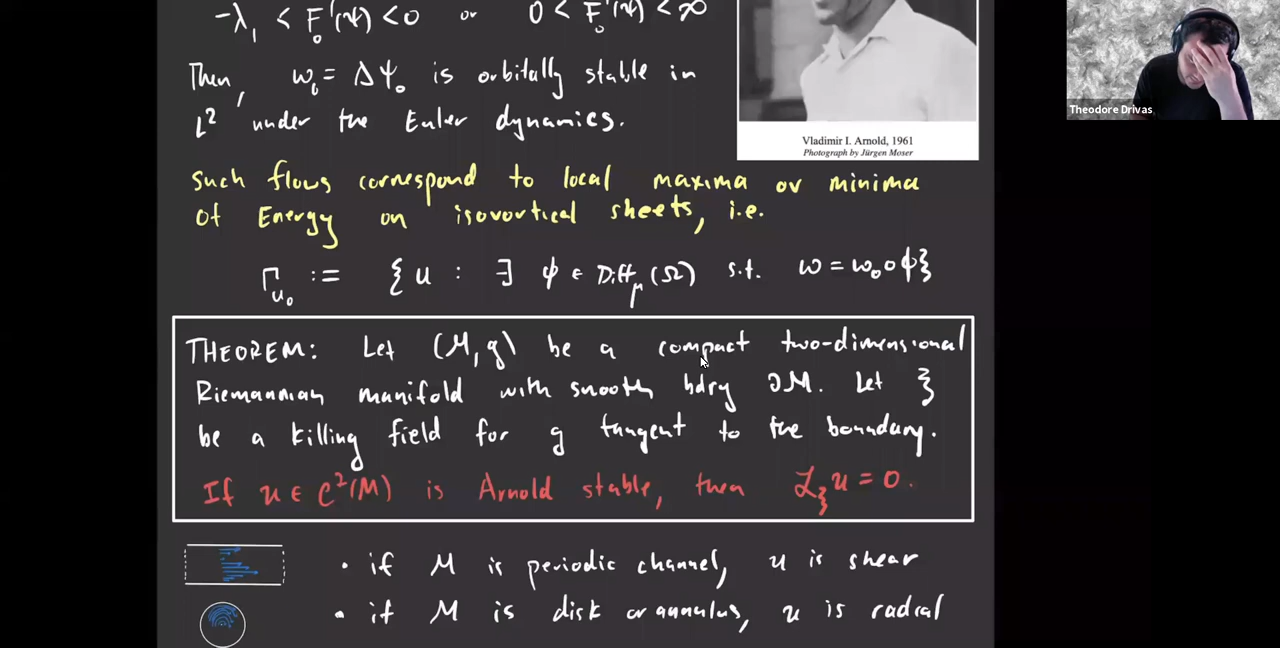 -λ₁ < F₀'(ψ) < 0 or 0 < F₀'(ψ) < ∞
Then, ω₀ = Δψ₀ is orbitally stable in
L² under the Euler dynamics.
Vladimir I. Arnold, 1961
Photograph by Jürgen Moser
Theodore Drivas
Such flows correspond to local maxima or minima
of Energy on isovortical sheets, i.e.
Γ_{u₀} := { u : ∃ φ ∈ Diff_μ(Ω) s.t. ω = ω₀ ∘ φ }
THEOREM: Let (M, g) be a compact two-dimensional
Riemannian manifold with smooth bdry ∂M. Let ξ
be a killing field for g tangent to the boundary.
If u ∈ C²(M) is Arnold stable, then ℒ_ξ u = 0.
• if M is periodic channel, u is shear
• if M is disk or annulus, u is radial